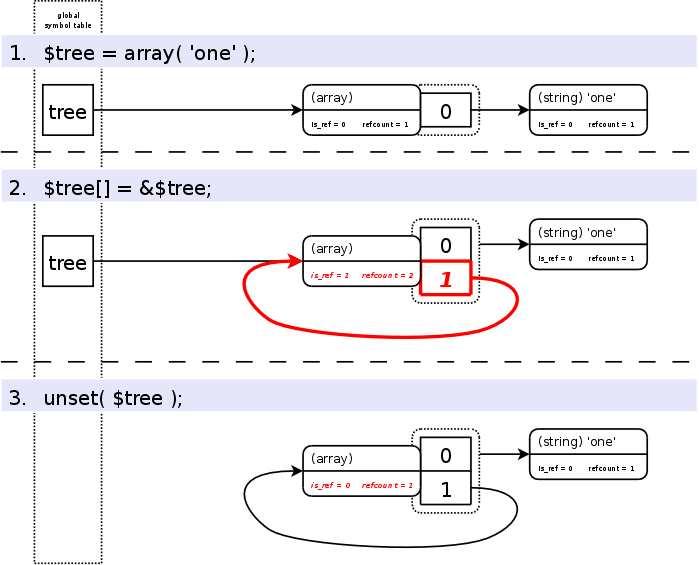 global
symbol table
1. $tree = array( 'one' );
tree
(array)
is_ref = 0 refcount = 1
0
(string) 'one'
is_ref = 0 refcount = 1
2. $tree[] = &$tree;
tree
(array)
is_ref = 1 refcount = 2
0
1
(string) 'one'
is_ref = 0 refcount = 1
3. unset( $tree );
(array)
is_ref = 0 refcount = 1
0
1
(string) 'one'
is_ref = 0 refcount = 1